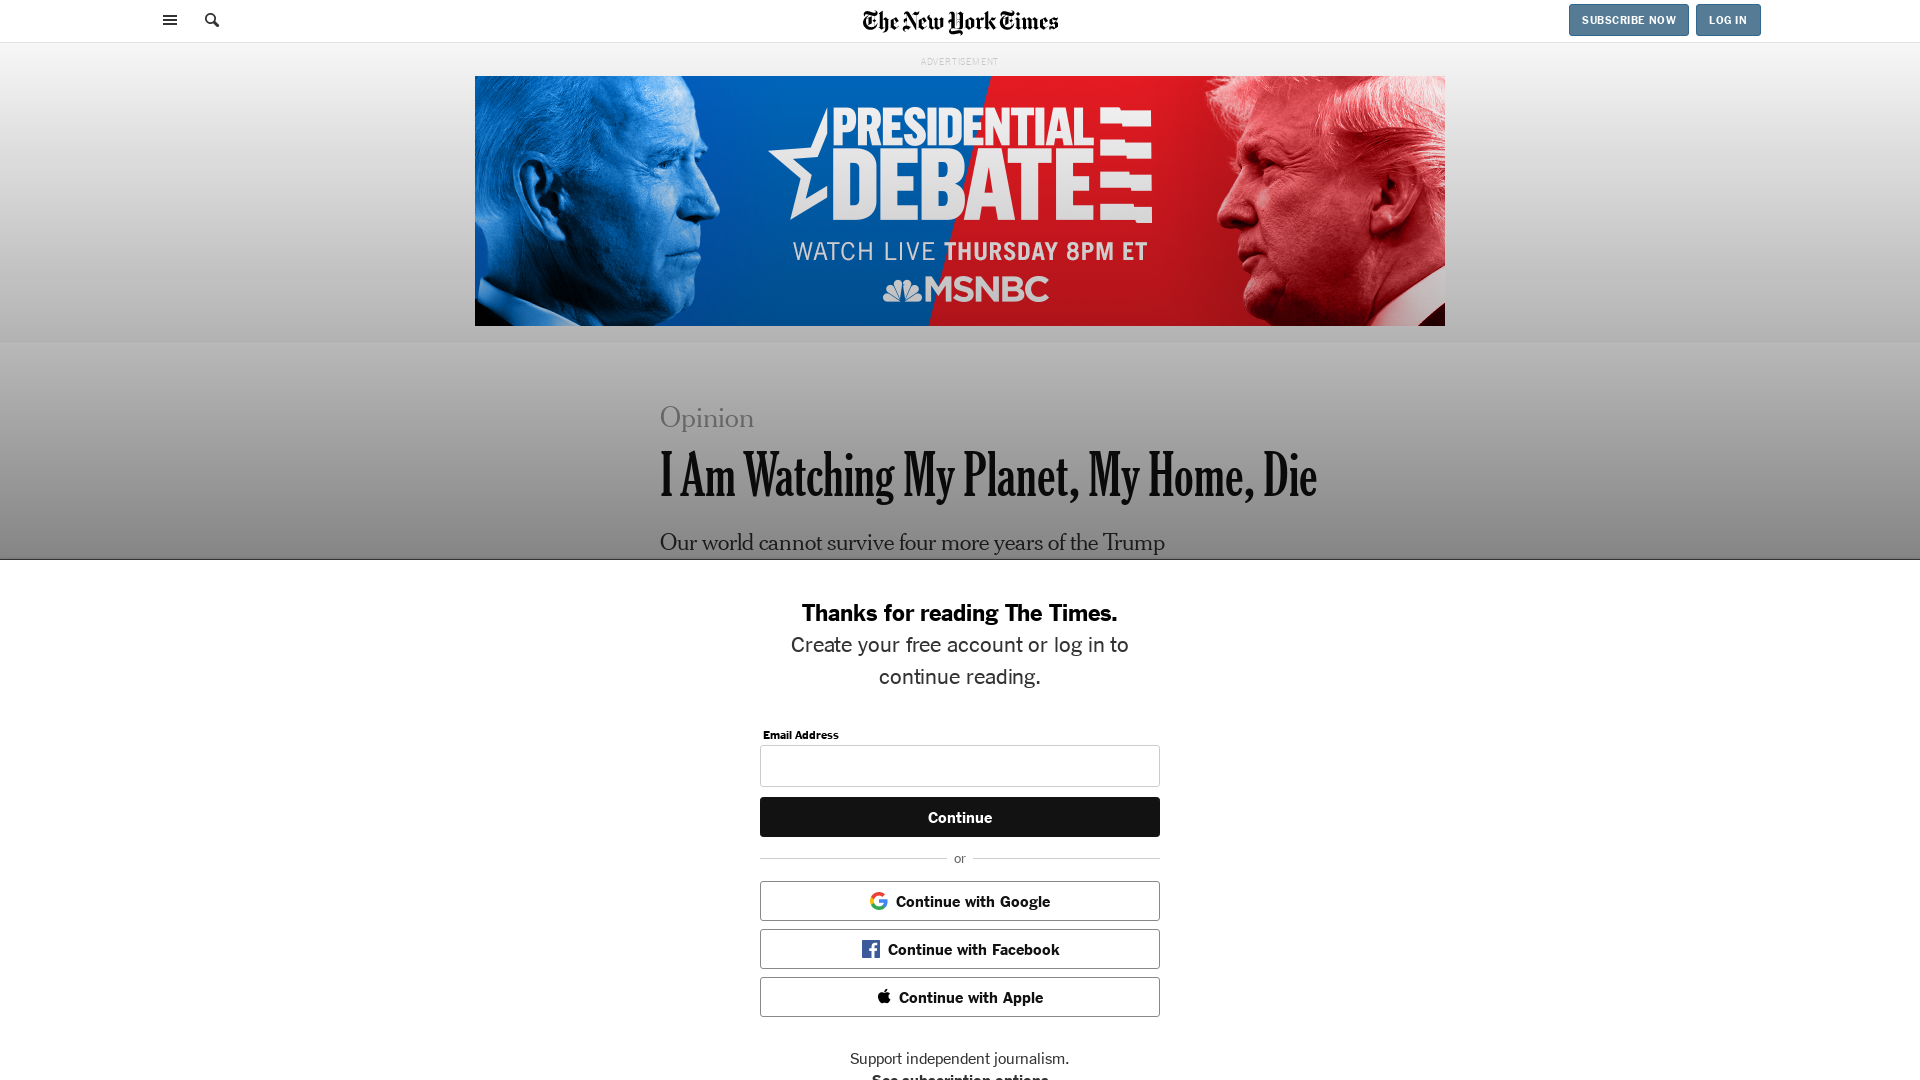 The New York Times
SUBSCRIBE NOW
LOG IN
ADVERTISEMENT
PRESIDENTIAL
DEBATE
WATCH LIVE THURSDAY 8PM ET
MSNBC
Opinion
I Am Watching My Planet, My Home, Die
Our world cannot survive four more years of the Trump
Thanks for reading The Times.
Create your free account or log in to
continue reading.
Email Address
Continue
or
Continue with Google
Continue with Facebook
Continue with Apple
Support independent journalism.
See subscription options